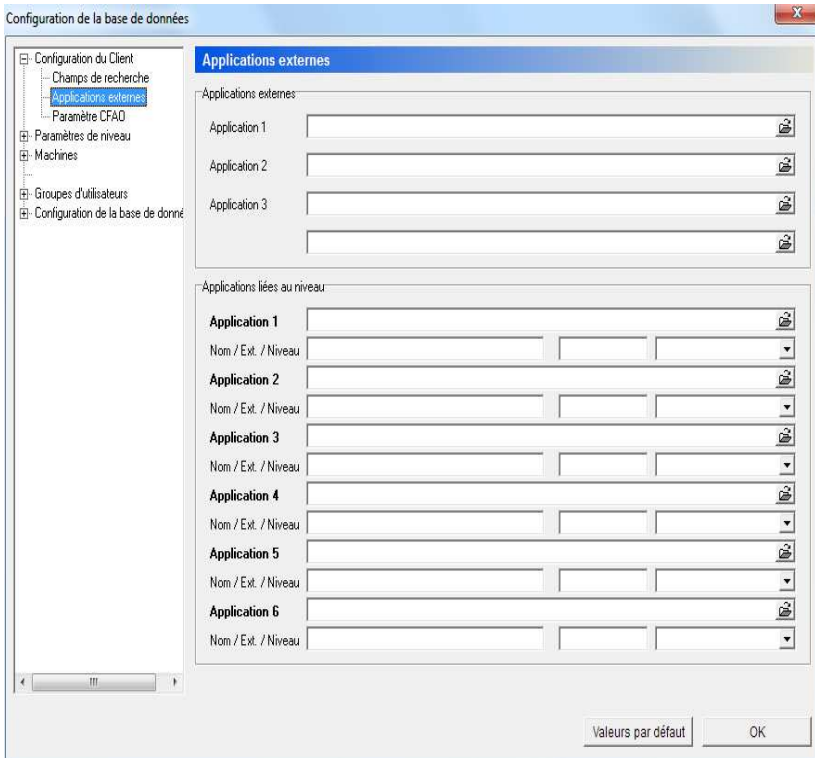 Configuration de la base de données
Configuration du Client
Champs de recherche
Applications externes
Paramètre CFAO
Paramètres de niveau
Machines
Groupes d'utilisateurs
Configuration de la base de donné
Applications externes
Applications externes
Application 1
Application 2
Application 3
Applications liées au niveau
Application 1
Nom / Ext. / Niveau
Application 2
Nom / Ext. / Niveau
Application 3
Nom / Ext. / Niveau
Application 4
Nom / Ext. / Niveau
Application 5
Nom / Ext. / Niveau
Application 6
Nom / Ext. / Niveau
Valeurs par défaut
OK